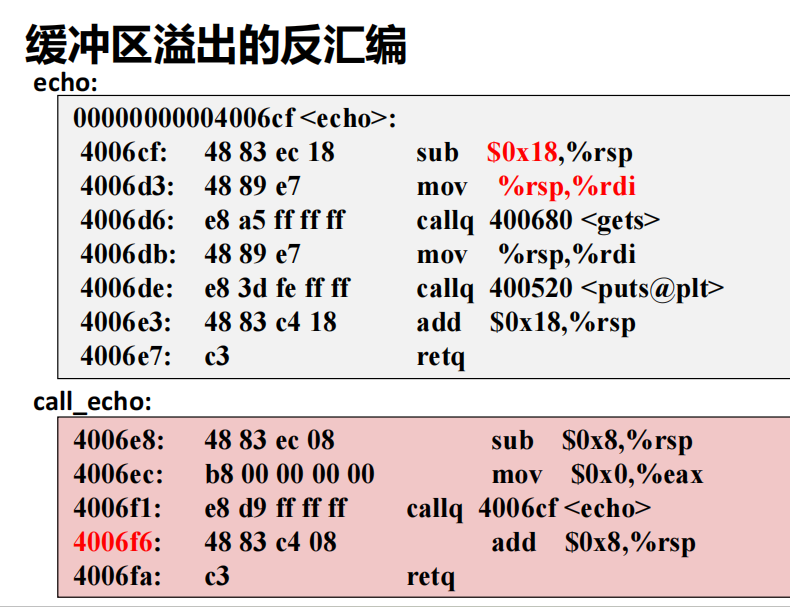 缓冲区溢出的反汇编
echo:
00000000004006cf <echo>:
4006cf: 48 83 ec 18 sub $0x18,%rsp
4006d3: 48 89 e7 mov %rsp,%rdi
4006d6: e8 a5 ff ff ff callq 400680 <gets>
4006db: 48 89 e7 mov %rsp,%rdi
4006de: e8 3d fe ff ff callq 400520 <puts@plt>
4006e3: 48 83 c4 18 add $0x18,%rsp
4006e7: c3 retq
call_echo:
4006e8: 48 83 ec 08 sub $0x8,%rsp
4006ec: b8 00 00 00 00 mov $0x0,%eax
4006f1: e8 d9 ff ff ff callq 4006cf <echo>
4006f6: 48 83 c4 08 add $0x8,%rsp
4006fa: c3 retq